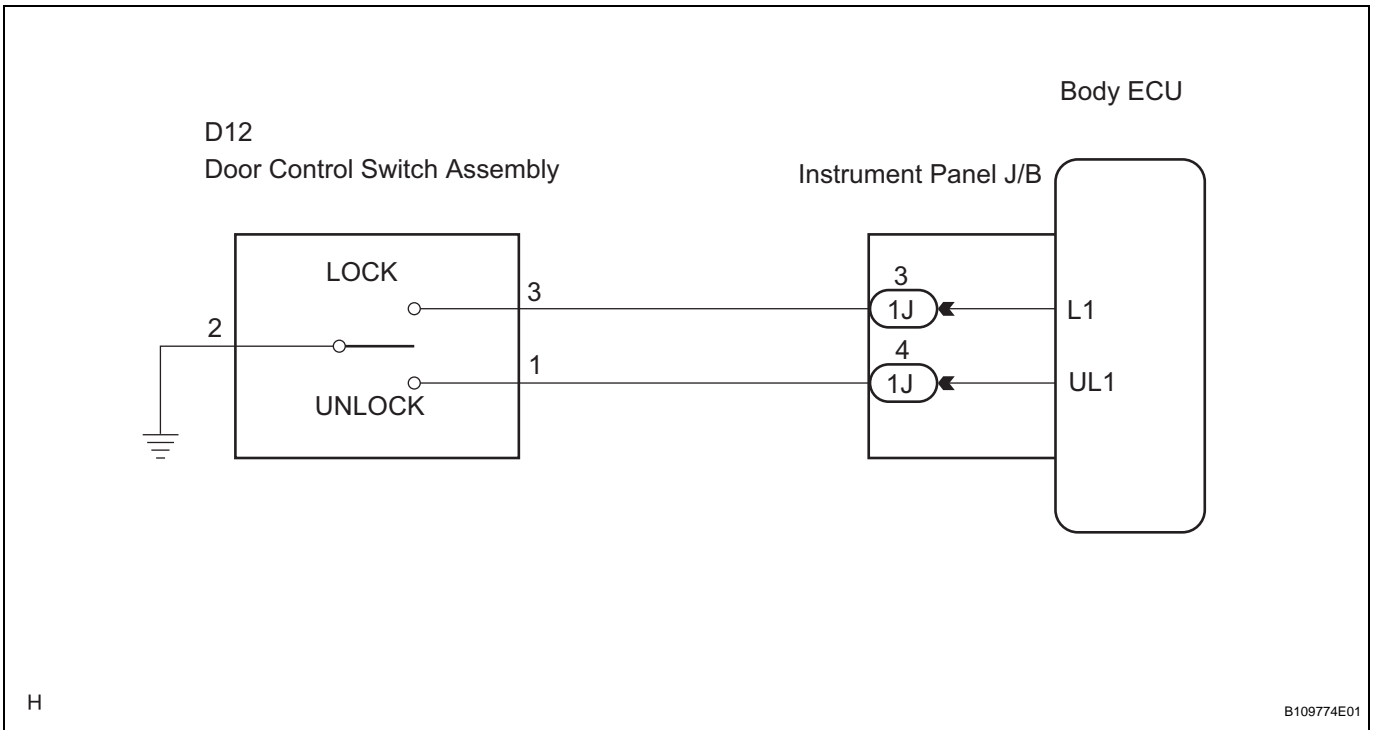 Body ECU
D12
Door Control Switch Assembly
Instrument Panel J/B
LOCK
3
3
1J
L1
2
4
1
1J
UL1
UNLOCK
H
B109774E01